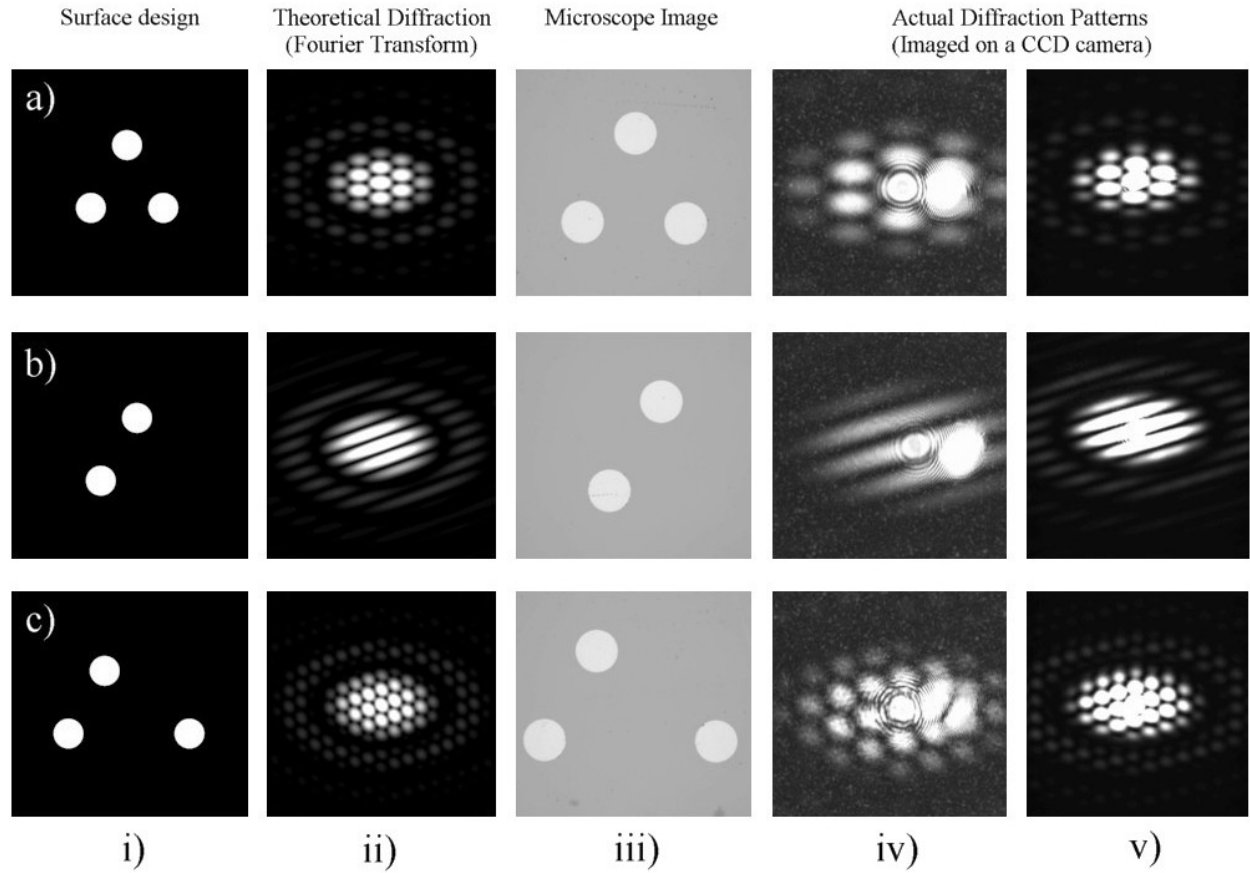 Surface design
Theoretical Diffraction
(Fourier Transform)
Microscope Image
Actual Diffraction Patterns
(Imaged on a CCD camera)
a)
b)
c)
i)
ii)
iii)
iv)
v)